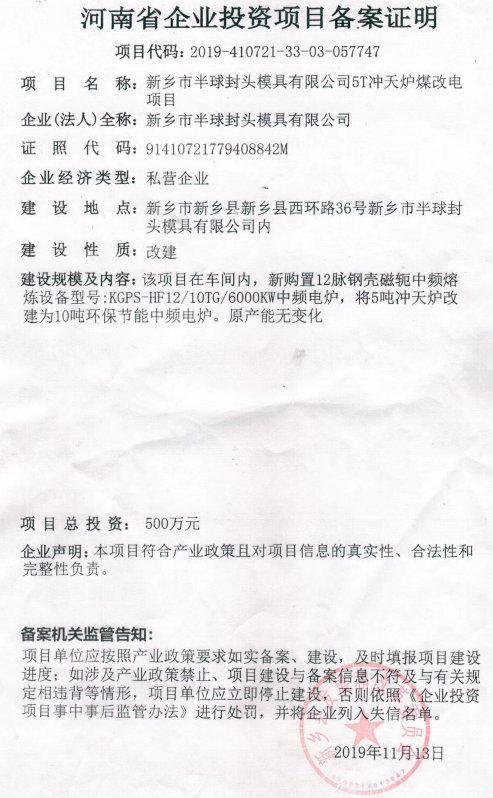 河南省企业投资项目备案证明
项目代码：2019-410721-33-03-057747
项目名称：新乡市半球封头模具有限公司5T冲天炉煤改电
项目
企业(法人)全称：新乡市半球封头模具有限公司
证照代码：91410721779408842M
企业经济类型：私营企业
建设地点：新乡市新乡县新乡县西环路36号新乡市半球封
头模具有限公司内
建设性质：改建
建设规模及内容：该项目在车间内，新购置12脉钢壳磁轭中频熔
炼设备型号:KGPS-HF12/10TG/6000KW中频电炉，将5吨冲天炉改
建为10吨环保节能中频电炉。原产能无变化
项目总投资：500万元
企业声明：本项目符合产业政策且对项目信息的真实性、合法性和
完整性负责。
备案机关监管告知：
项目单位应按照产业政策要求如实备案、建设，及时填报项目建设
进度；如涉及产业政策禁止、项目建设与备案信息不符及与有关规
定相违背等情形，项目单位应立即停止建设。否则依照《企业投资
项目事中事后监管办法》进行处罚，并将企业列入失信名单。
2019年11月13日